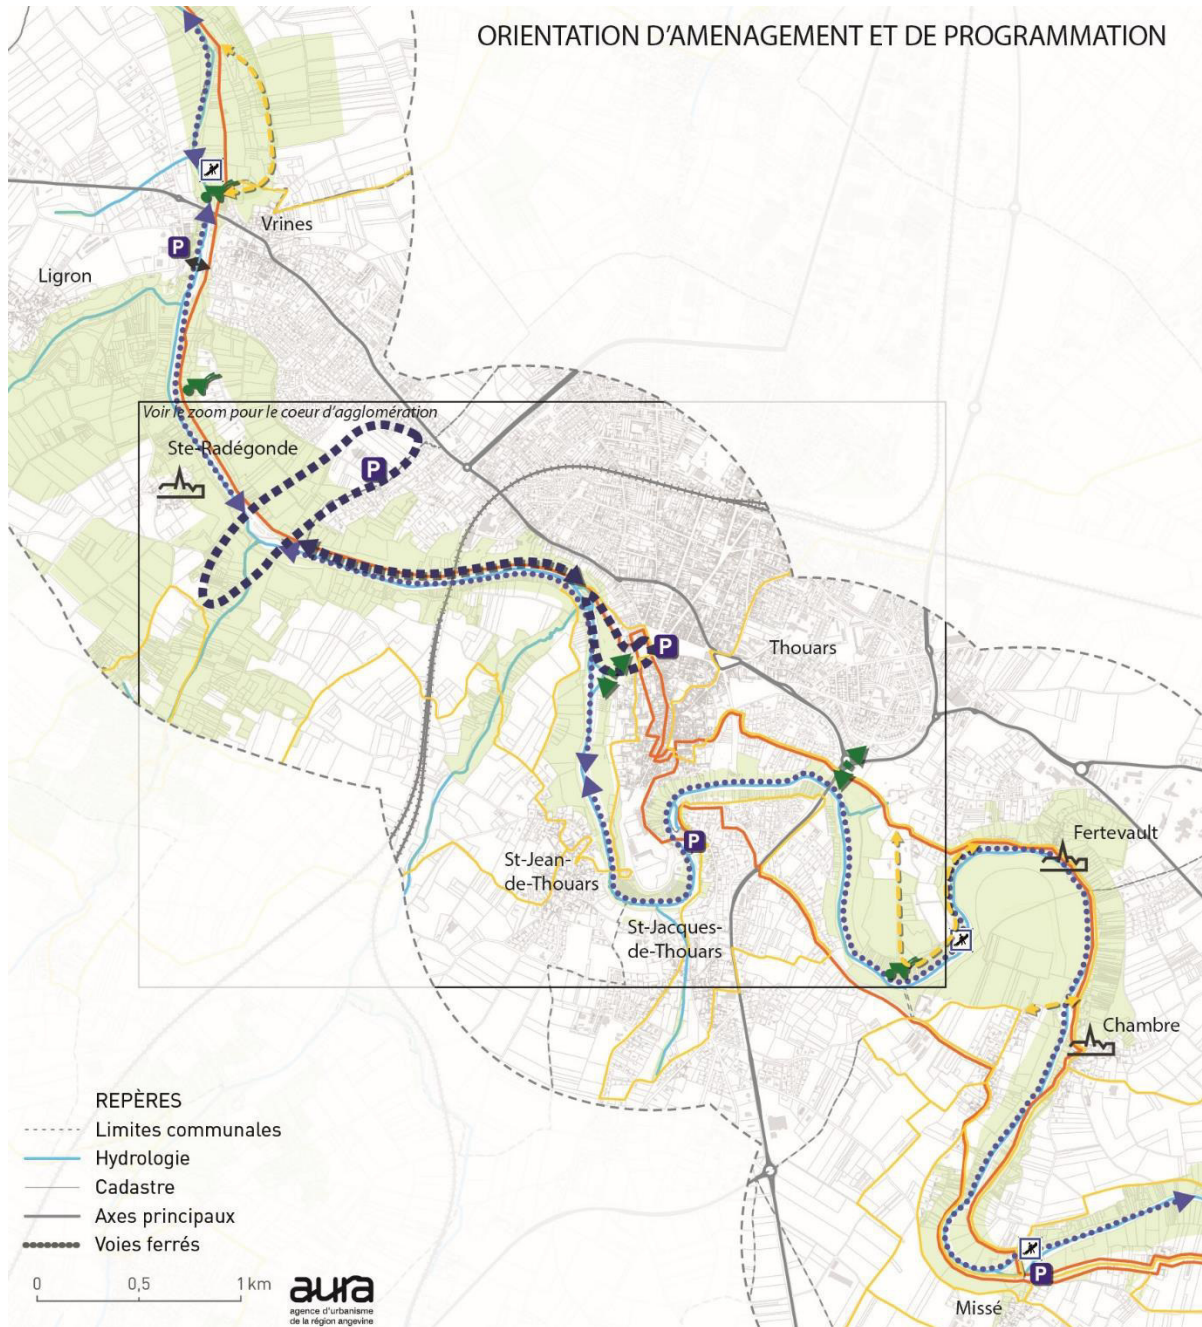 ORIENTATION D’AMENAGEMENT ET DE PROGRAMMATION
Vrines
P
Ligron
Voir le zoom pour le coeur d’agglomération
Ste-Radégonde
P
P
Thouars
P
Fertevault
St-Jean-
de-Thouars
St-Jacques-
de-Thouars
Chambre
REPÈRES
Limites communales
Hydrologie
Cadastre
Axes principaux
Voies ferrés
0 0,5 1 km
aura
agence d'urbanisme
de la région angevine
P
Missé